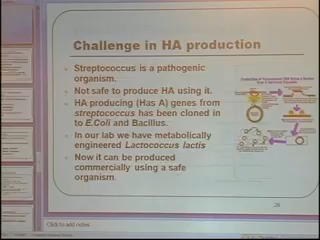 Challenge in HA production
Streptococcus is a pathogenic
organism.
Not safe to produce HA using it.
HA producing (Has A) genes from
streptococcus has been cloned in
to E.Coli and Bacillus.
In our lab we have metabolically
engineered Lactococcus lactis
Now it can be produced
commercially using a safe
organism.
Click to add notes